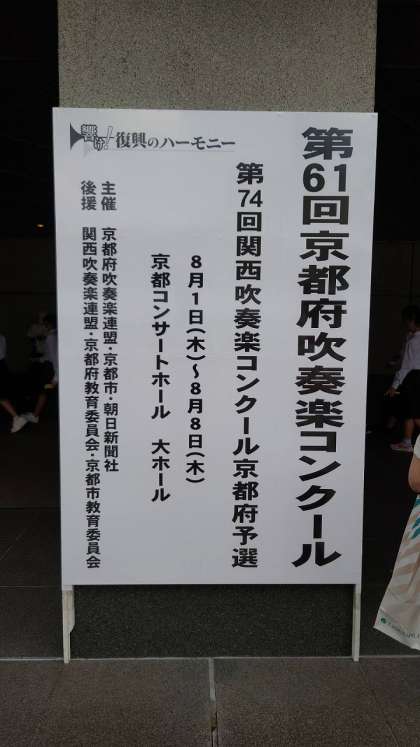 第61回京都府吹奏楽コンクール
第74回関西吹奏楽コンクール京都府予選
8月1日(木)〜8月8日(木)
京都コンサートホール 大ホール
主催 京都府吹奏楽連盟・京都市・朝日新聞社
後援 関西吹奏楽連盟・京都府教育委員会・京都市教育委員会
響け!復興のハーモニー